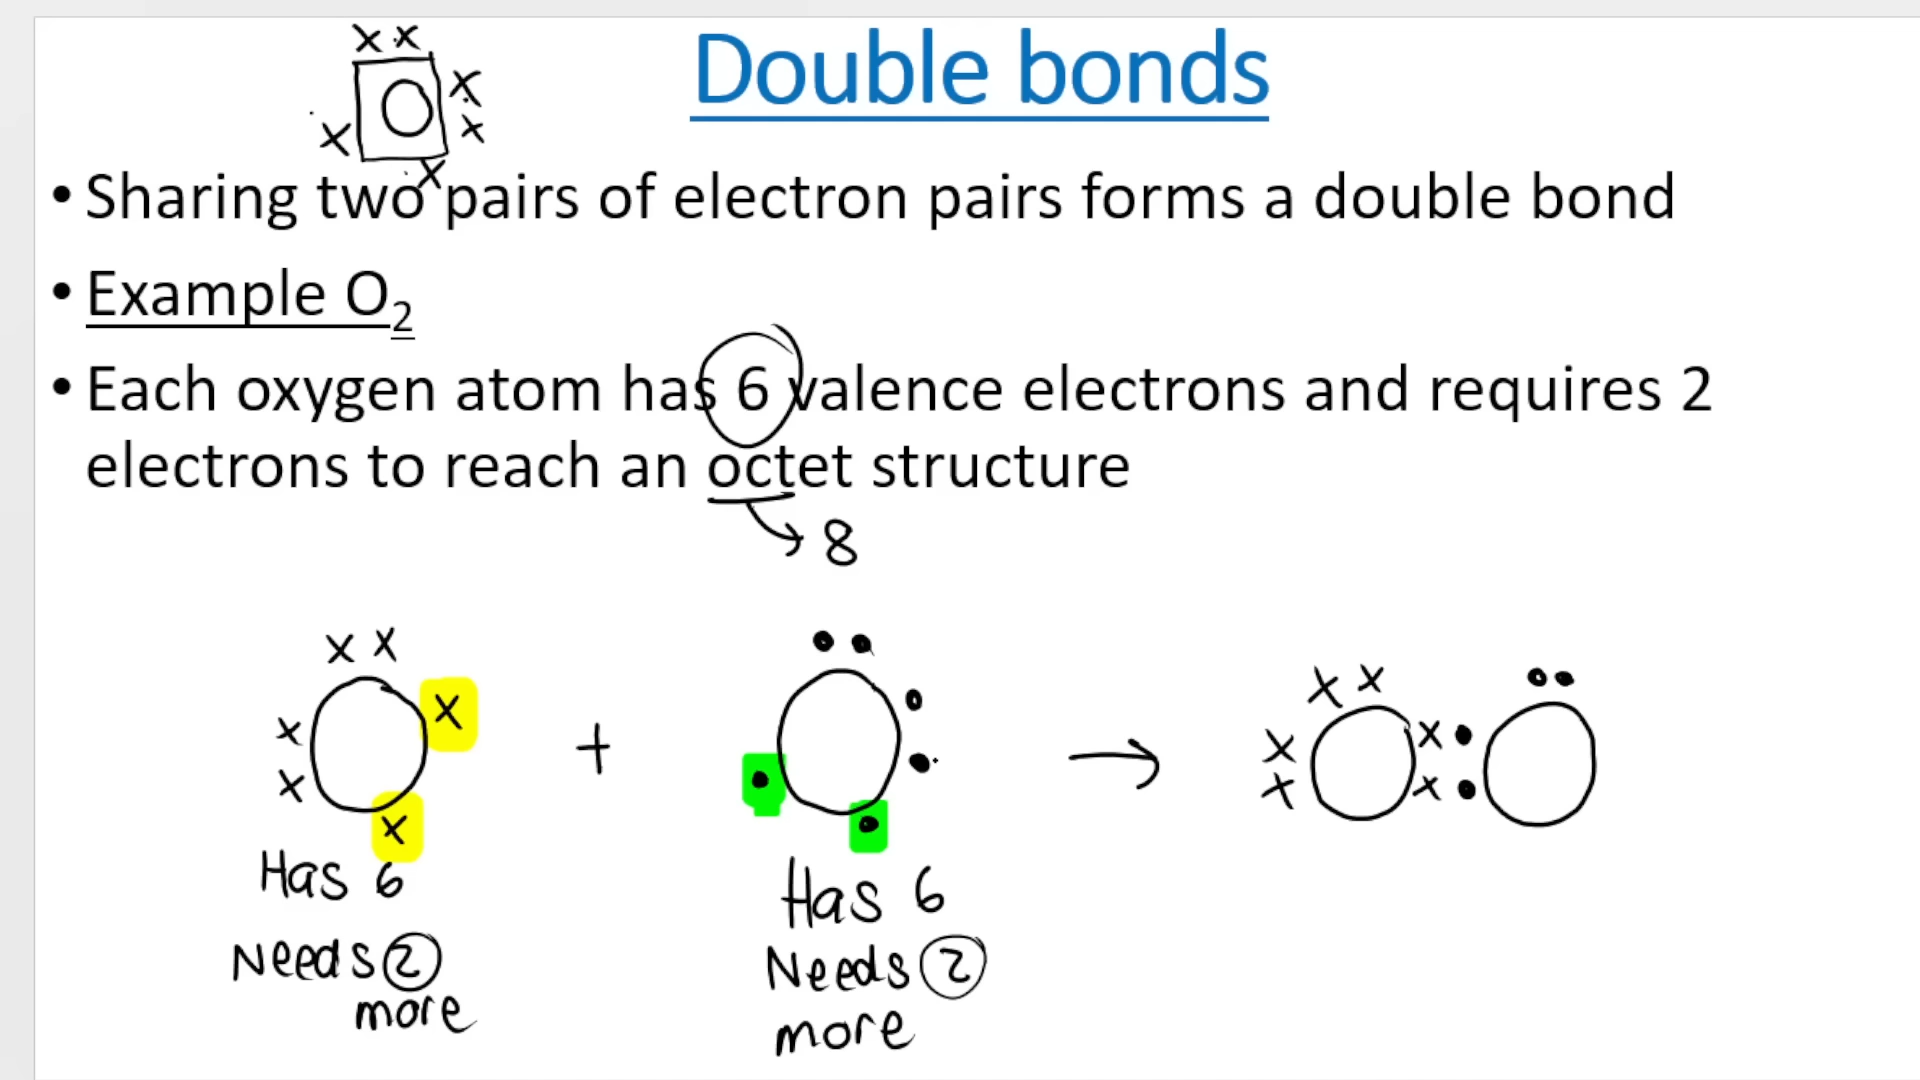 Double bonds
x x
x
O
x
x
x
• Sharing two pairs of electron pairs forms a double bond
• Example O₂
• Each oxygen atom has 6 valence electrons and requires 2
electrons to reach an octet structure
→ 8
x x
x x
x x
+
→
x x
x O x
x x
O
Has 6
Needs 2
more
Has 6
Needs 2
more